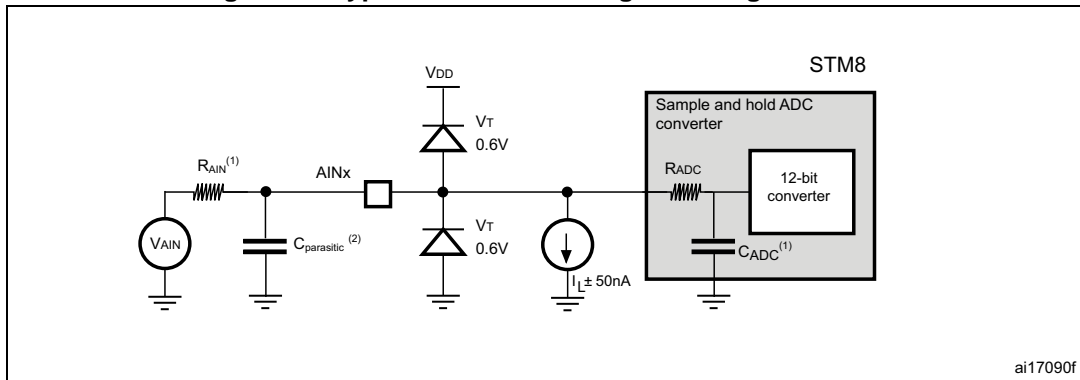 STM8
VDD
Sample and hold ADC
converter
VT
0.6V
RAIN(1)
AINx
RADC
12-bit
converter
VAIN
Cparasitic (2)
VT
0.6V
CADC(1)
IL± 50nA
ai17090f